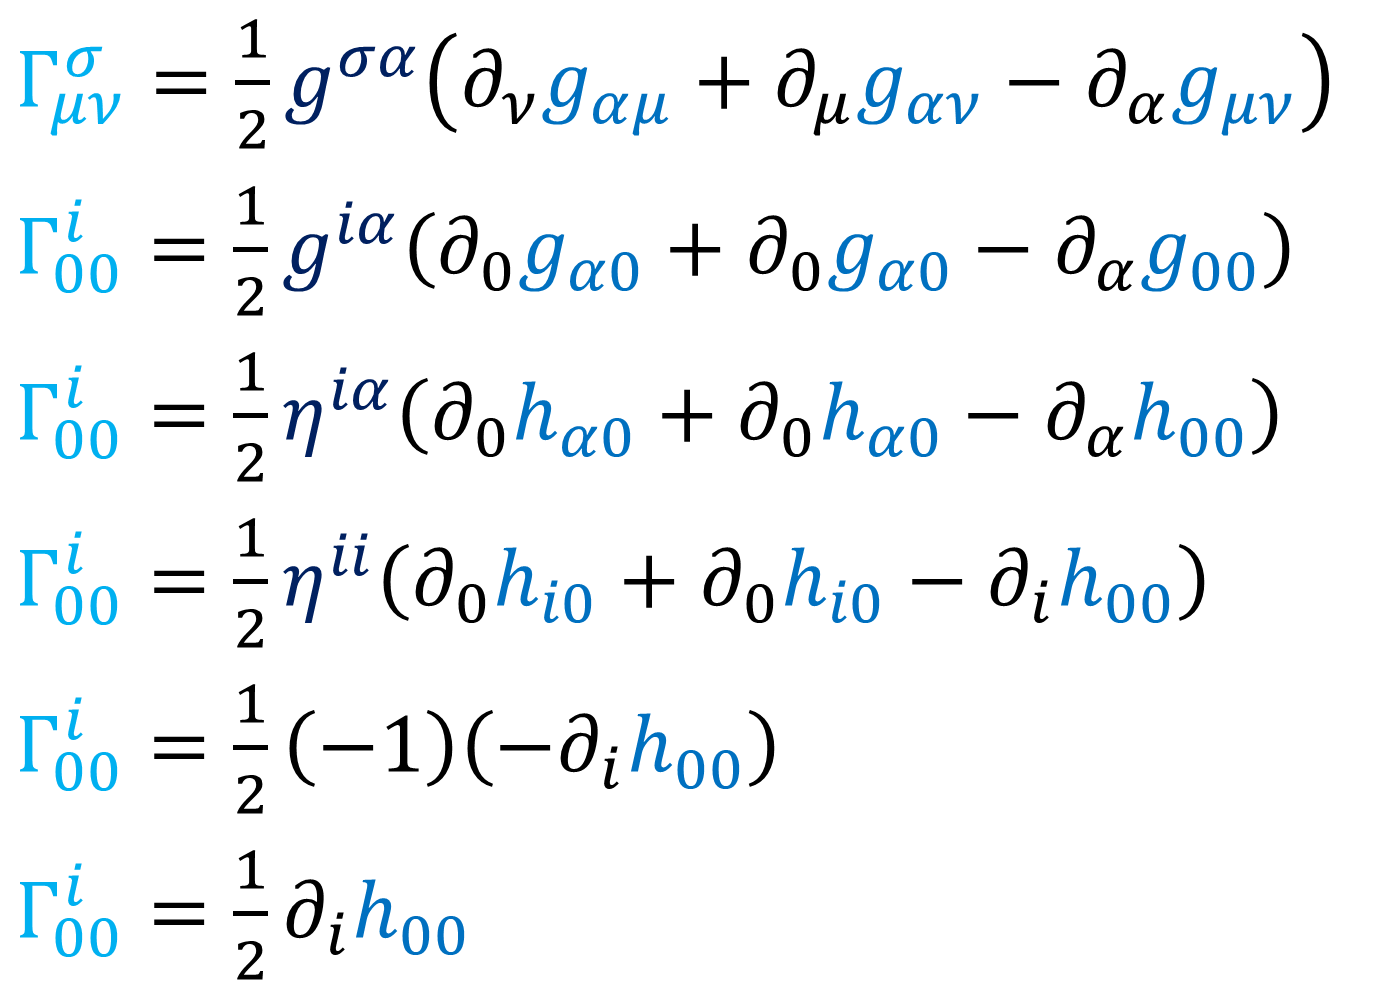 Γ^σ_μν = 1/2 g^σα(∂_ν g_αμ + ∂_μ g_αν − ∂_α g_μν)
Γ^i_00 = 1/2 g^iα(∂_0 g_α0 + ∂_0 g_α0 − ∂_α g_00)
Γ^i_00 = 1/2 η^iα(∂_0 h_α0 + ∂_0 h_α0 − ∂_α h_00)
Γ^i_00 = 1/2 η^ii(∂_0 h_i0 + ∂_0 h_i0 − ∂_i h_00)
Γ^i_00 = 1/2 (−1)(−∂_i h_00)
Γ^i_00 = 1/2 ∂_i h_00